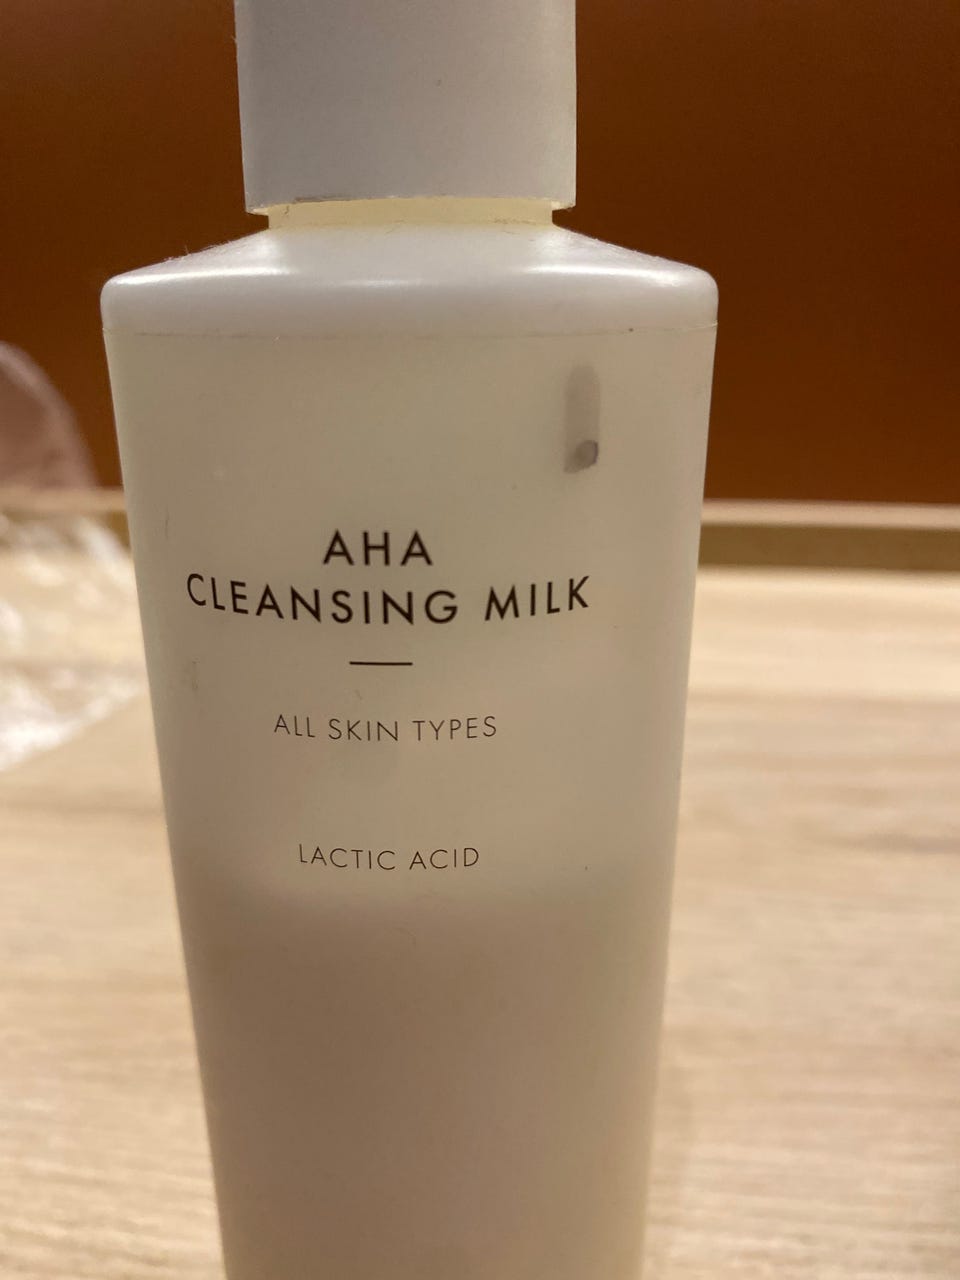 AHA
CLEANSING MILK
ALL SKIN TYPES
LACTIC ACID